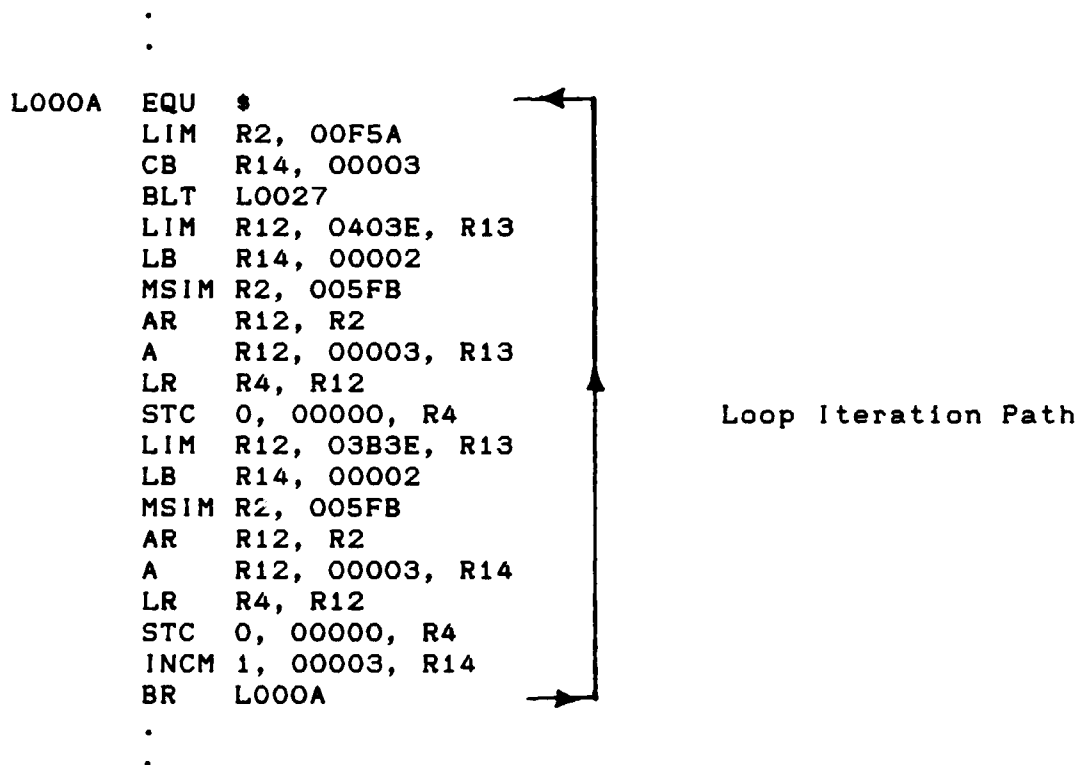 .
.
L000A EQU $
LIM R2, 00F5A
CB R14, 00003
BLT L0027
LIM R12, 0403E, R13
LB R14, 00002
MSIM R2, 005FB
AR R12, R2
A R12, 00003, R13
LR R4, R12
STC 0, 00000, R4
LIM R12, 03B3E, R13
LB R14, 00002
MSIM R2, 005FB
AR R12, R2
A R12, 00003, R14
LR R4, R12
STC 0, 00000, R4
INCM 1, 00003, R14
BR L000A
.
.
Loop Iteration Path